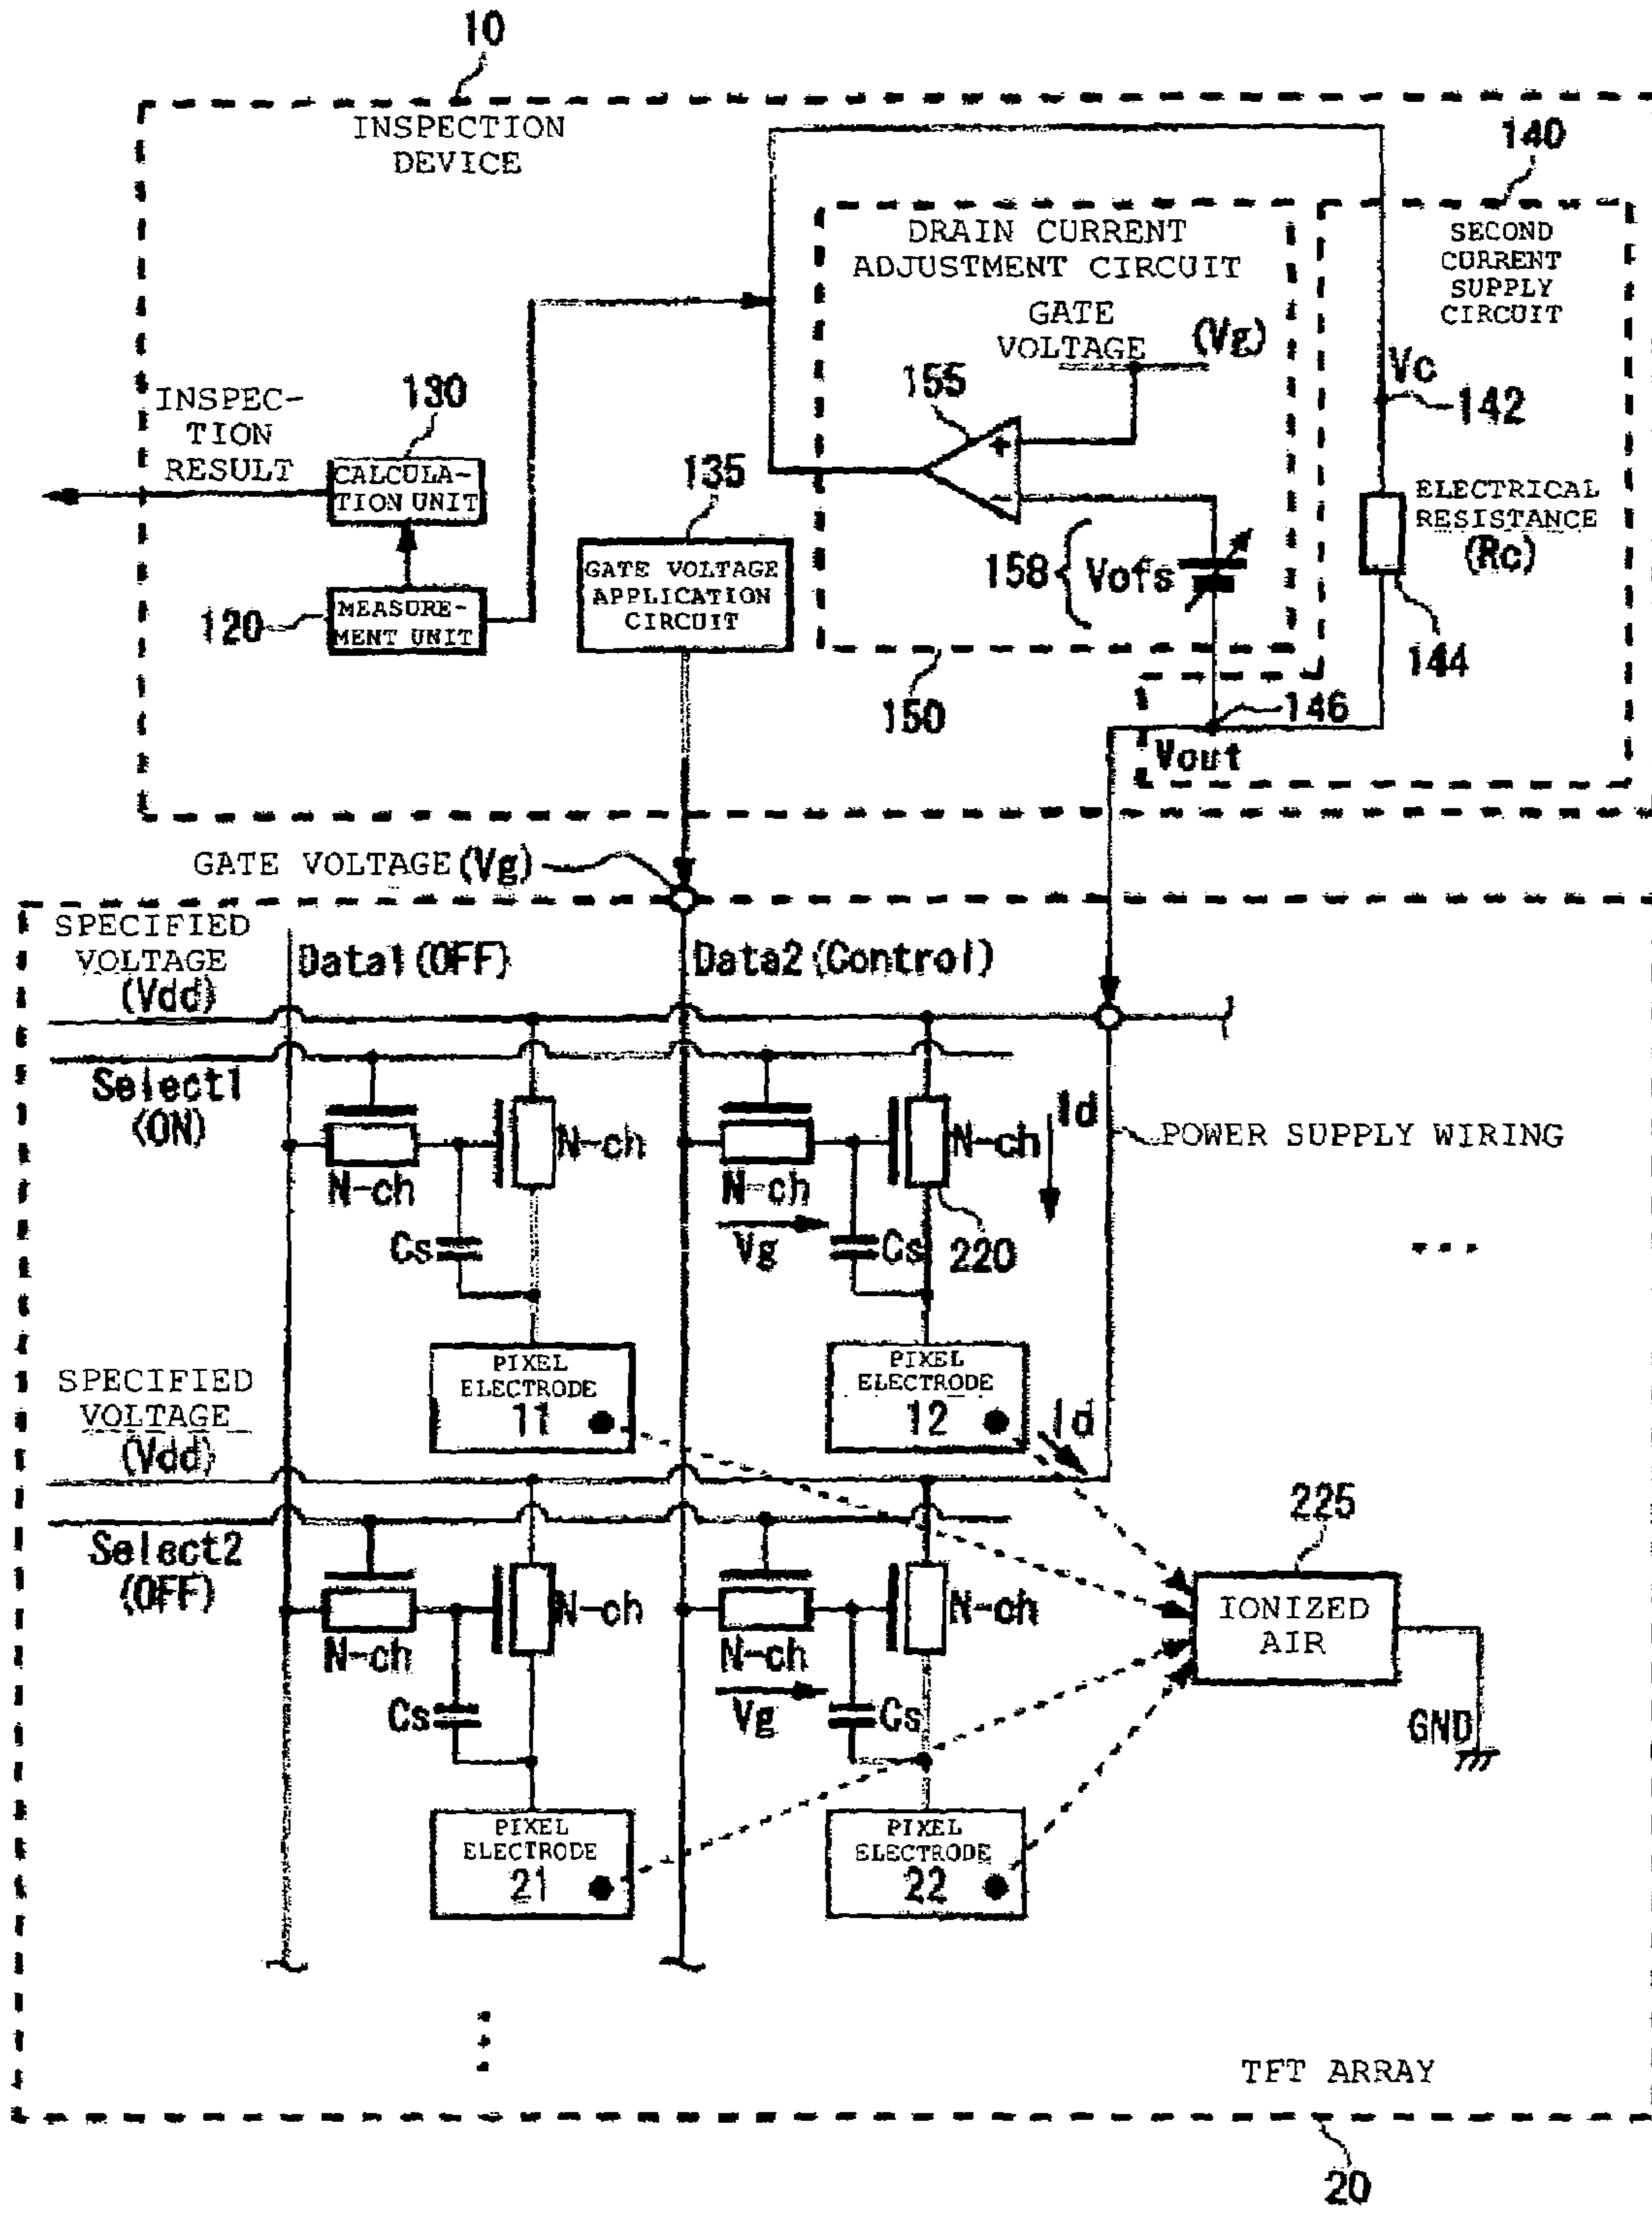 10
INSPECTION
DEVICE
140
DRAIN CURRENT
ADJUSTMENT CIRCUIT
SECOND
CURRENT
SUPPLY
CIRCUIT
GATE
VOLTAGE
(Vg)
155
Vc
142
INSPEC-
TION
RESULT
130
CALCULA-
TION UNIT
135
+
−
ELECTRICAL
RESISTANCE
(Rc)
GATE VOLTAGE
APPLICATION
CIRCUIT
158
Vofs
120
MEASURE-
MENT UNIT
144
150
146
Vout
GATE VOLTAGE (Vg)
SPECIFIED
VOLTAGE
(Vdd)
Data1 (OFF)
Data2 (Control)
Select1
(ON)
N-ch
N-ch
Id
POWER SUPPLY WIRING
N-ch
N-ch
Vg
Cs
Cs
220
...
PIXEL
ELECTRODE
11
PIXEL
ELECTRODE
12
Id
SPECIFIED
VOLTAGE
(Vdd)
225
Select2
(OFF)
N-ch
N-ch
IONIZED
AIR
N-ch
N-ch
Vg
Cs
Cs
GND
PIXEL
ELECTRODE
21
PIXEL
ELECTRODE
22
TFT ARRAY
20